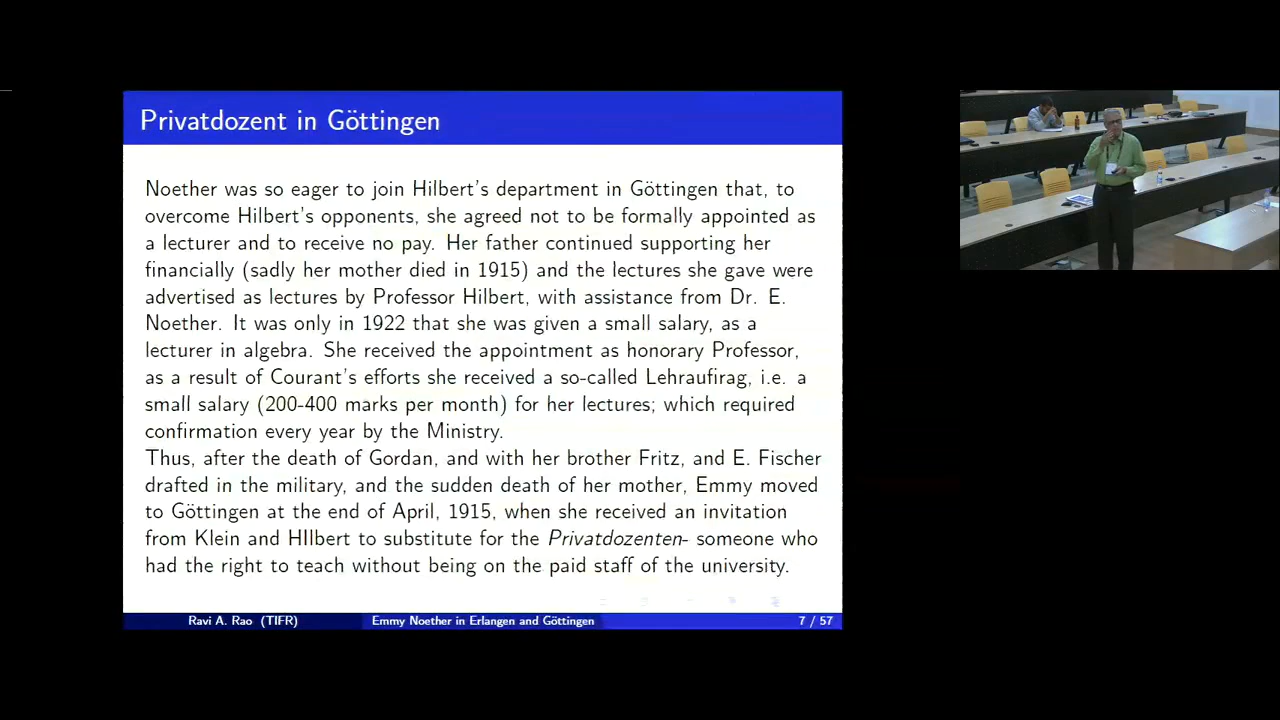 Privatdozent in Göttingen
Noether was so eager to join Hilbert's department in Göttingen that, to
overcome Hilbert's opponents, she agreed not to be formally appointed as
a lecturer and to receive no pay. Her father continued supporting her
financially (sadly her mother died in 1915) and the lectures she gave were
advertised as lectures by Professor Hilbert, with assistance from Dr. E.
Noether. It was only in 1922 that she was given a small salary, as a
lecturer in algebra. She received the appointment as honorary Professor,
as a result of Courant's efforts she received a so-called Lehraufirag, i.e. a
small salary (200-400 marks per month) for her lectures; which required
confirmation every year by the Ministry.
Thus, after the death of Gordan, and with her brother Fritz, and E. Fischer
drafted in the military, and the sudden death of her mother, Emmy moved
to Göttingen at the end of April, 1915, when she received an invitation
from Klein and HIlbert to substitute for the Privatdozenten- someone who
had the right to teach without being on the paid staff of the university.
Ravi A. Rao (TIFR) Emmy Noether in Erlangen and Göttingen 7 / 57